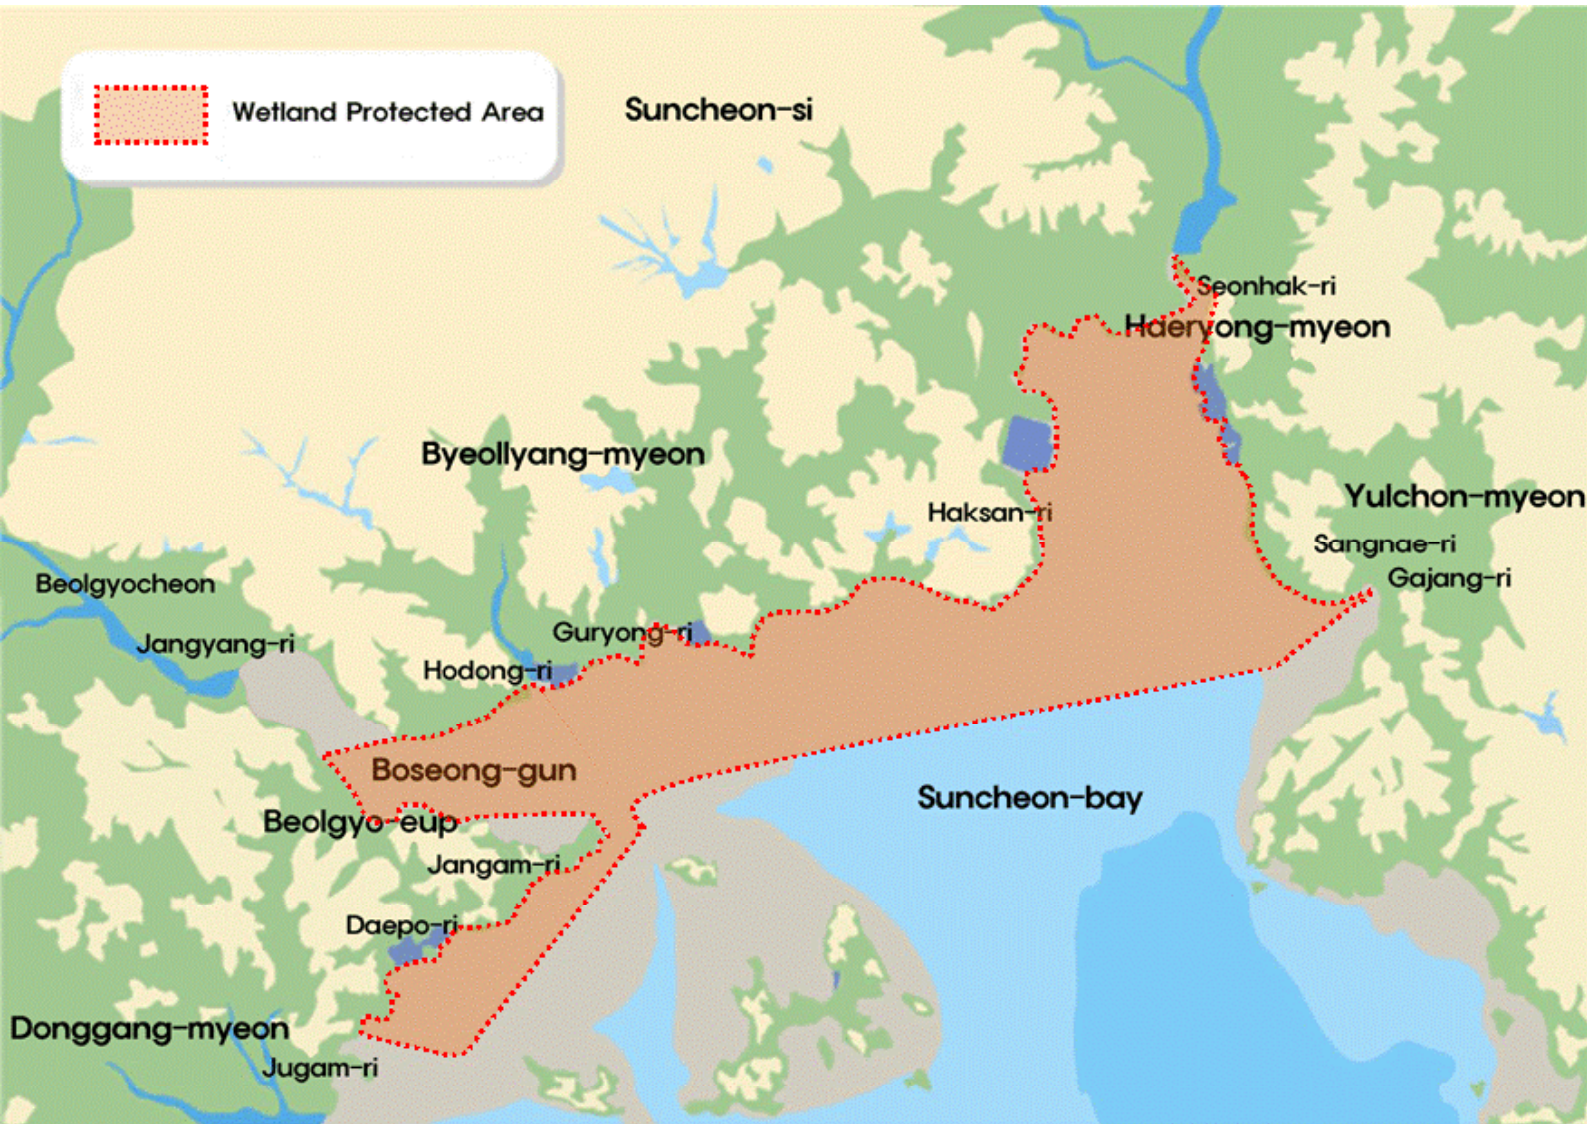 Wetland Protected Area
Suncheon-si
Seonhak-ri
Haeryong-myeon
Byeollyang-myeon
Yulchon-myeon
Haksan-ri
Sangnae-ri
Gajang-ri
Beolgyocheon
Guryong-ri
Jangyang-ri
Hodong-ri
Boseong-gun
Suncheon-bay
Beolgyo-eup
Jangam-ri
Daepo-ri
Donggang-myeon
Jugam-ri